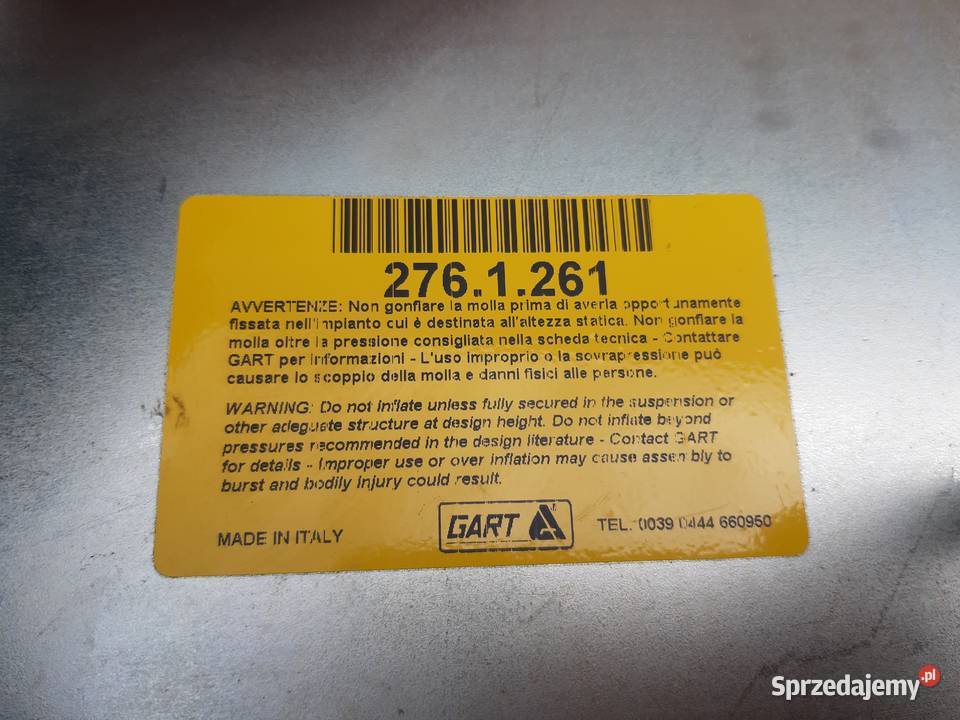 276.1.261
AVVERTENZE: Non gonfiare la molla prima di averla opportunamente
fissata nell'impianto cui è destinata all'altezza statica. Non gonfiare la
molla oltre la pressione consigliata nella scheda tecnica - Contattare
GART per informazioni - L'uso improprio o la sovrapressione può
causare lo scoppio della molla e danni fisici alle persone.
WARNING: Do not inflate unless fully secured in the suspension or
other adeguate structure at design height. Do not inflate beyond
pressures recommended in the design literature - Contact GART
for details - Improper use or over inflation may cause assembly to
burst and bodily injury could result.
MADE IN ITALY
GART
TEL. 0039 0444 660950
Sprzedajemy.pl